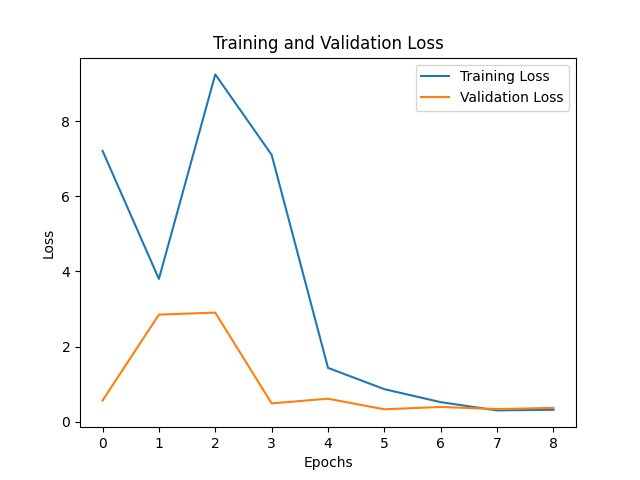 Training and Validation Loss
Training Loss
Validation Loss
8
6
4
2
0
Loss
0 1 2 3 4 5 6 7 8
Epochs